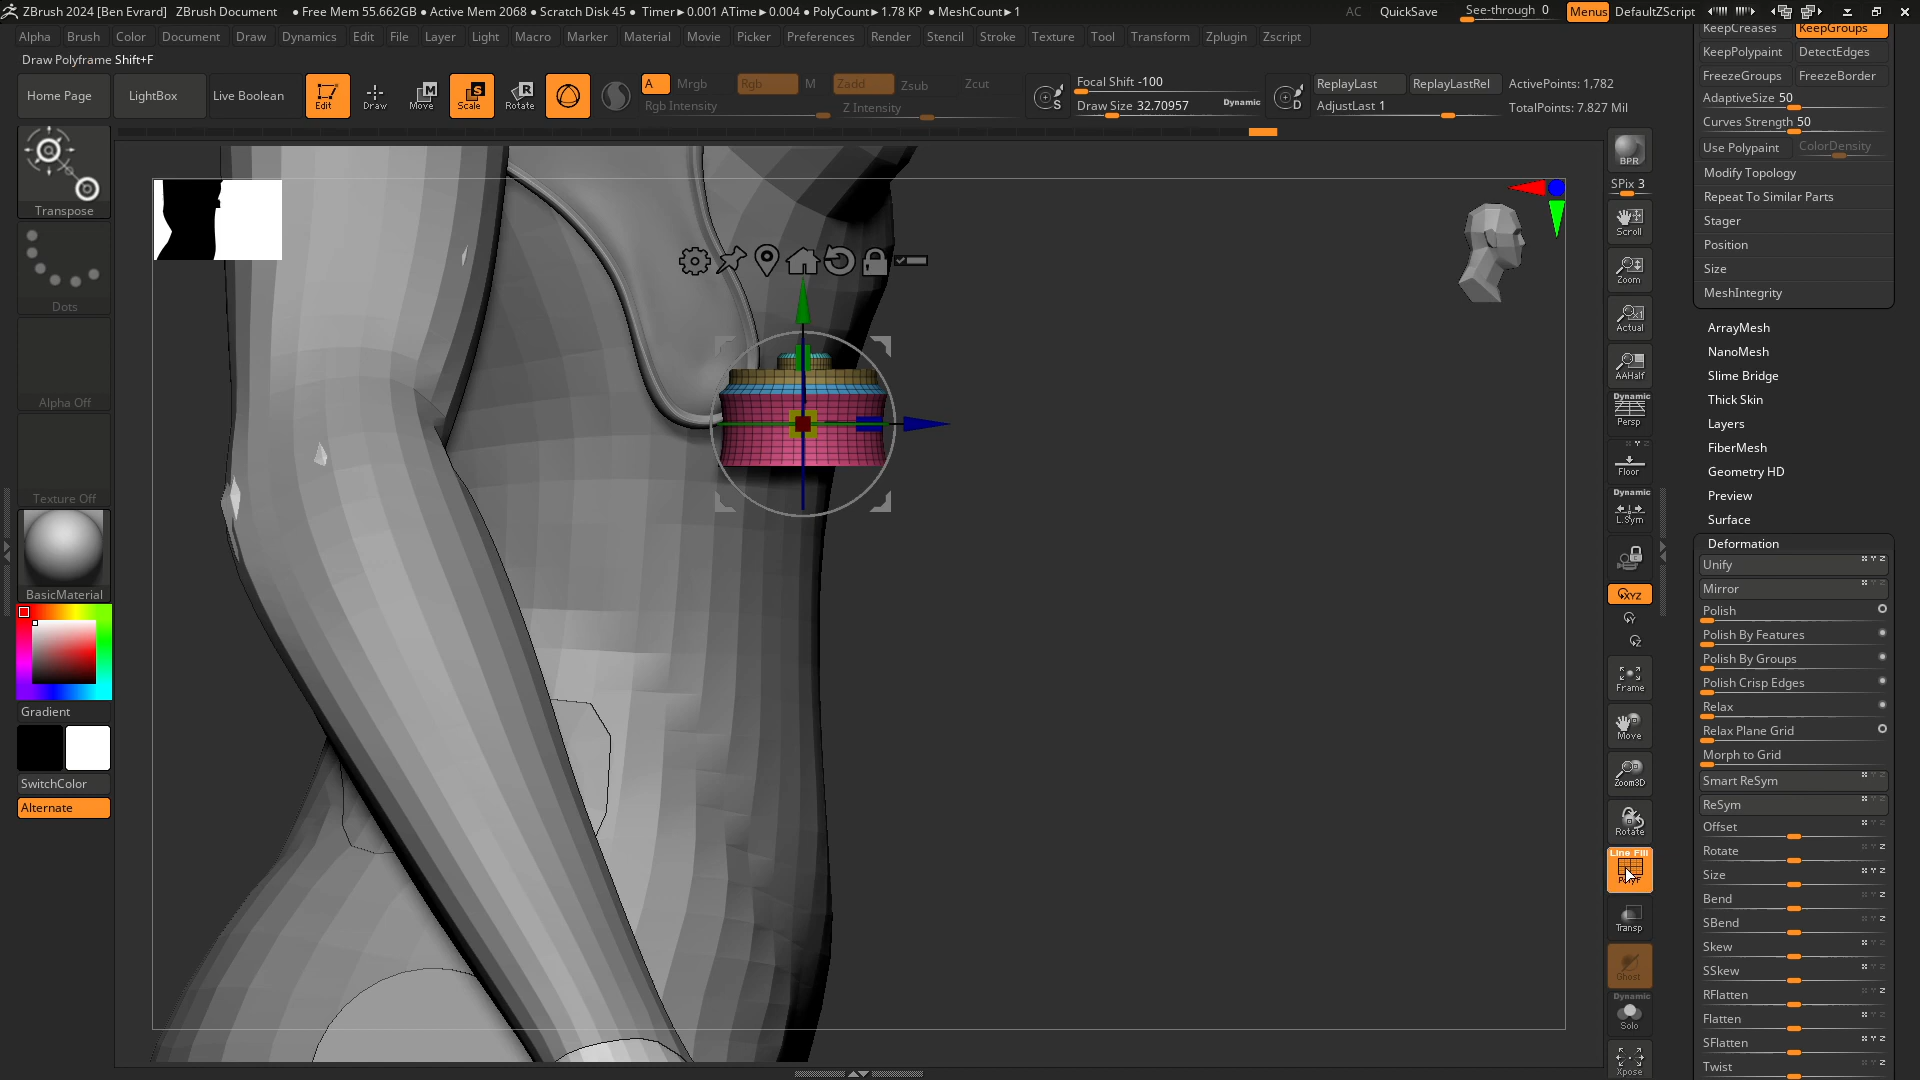 ZBrush 2024 [Ben Evrard] ZBrush Document • Free Mem 55.662GB • Active Mem 2068 • Scratch Disk 45 • Timer►0.001 ATime►0.004 • PolyCount►1.78 KP • MeshCount►1 AC QuickSave See-through 0 Menus DefaultZScript
Alpha Brush Color Document Draw Dynamics Edit File Layer Light Macro Marker Material Movie Picker Preferences Render Stencil Stroke Texture Tool Transform Zplugin Zscript
Draw Polyframe Shift+F
Home Page LightBox Live Boolean Edit Draw Move Scale Rotate
A Mrgb Rgb M Zadd Zsub Zcut
Rgb Intensity Z Intensity
Focal Shift -100
Draw Size 32.70957 Dynamic
ReplayLast ReplayLastRel ActivePoints: 1,782
AdjustLast 1 TotalPoints: 7.827 Mil
Transpose
Dots
Alpha Off
Texture Off
BasicMaterial
Gradient
SwitchColor
Alternate
BPR
SPix 3
Scroll
Zoom
Actual
AAHalf
Dynamic
Persp
Floor
Dynamic
L.Sym
XYZ
Frame
Move
Zoom3D
Rotate
Line Fill
PolyF
Transp
Ghost
Dynamic
Solo
Xpose
KeepCreases KeepGroups
KeepPolypaint DetectEdges
FreezeGroups FreezeBorder
AdaptiveSize 50
Curves Strength 50
Use Polypaint ColorDensity
Modify Topology
Repeat To Similar Parts
Stager
Position
Size
MeshIntegrity
ArrayMesh
NanoMesh
Slime Bridge
Thick Skin
Layers
FiberMesh
Geometry HD
Preview
Surface
Deformation
Unify
Mirror
Polish
Polish By Features
Polish By Groups
Polish Crisp Edges
Relax
Relax Plane Grid
Morph to Grid
Smart ReSym
ReSym
Offset
Rotate
Size
Bend
SBend
Skew
SSkew
RFlatten
Flatten
SFlatten
Twist